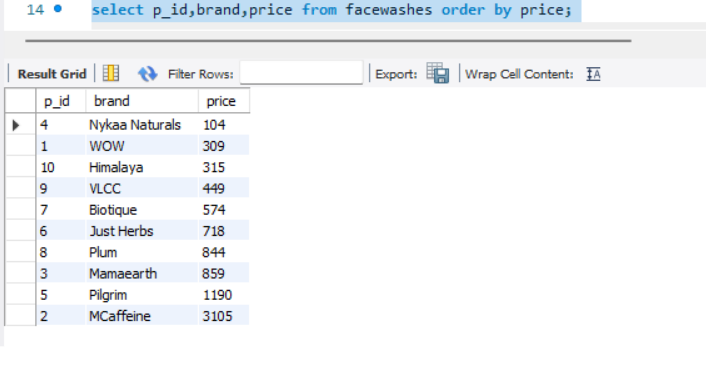 14 select p_id,brand,price from facewashes order by price;
Result Grid Filter Rows: Export: Wrap Cell Content: IA
p_id brand price
4 Nykaa Naturals 104
1 WOW 309
10 Himalaya 315
9 VLCC 449
7 Biotique 574
6 Just Herbs 718
8 Plum 844
3 Mamaearth 859
5 Pilgrim 1190
2 MCaffeine 3105